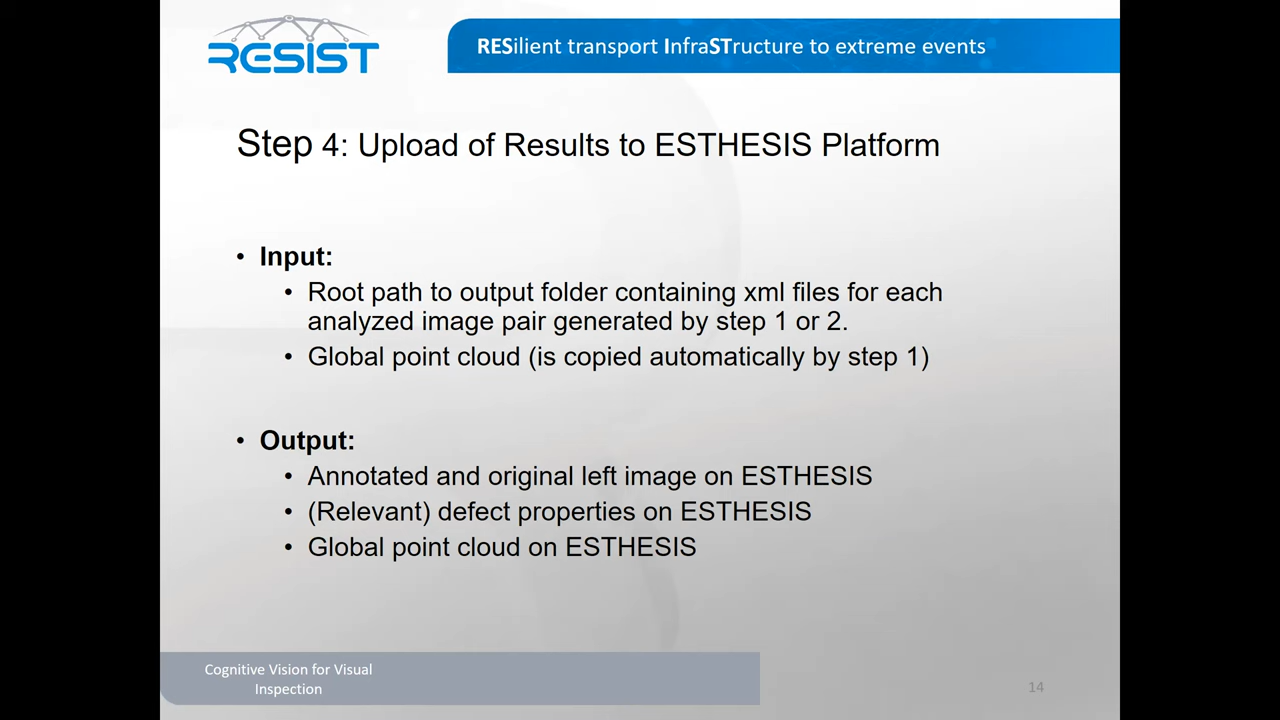 RESIST
RESilient transport InfraSTructure to extreme events
Step 4: Upload of Results to ESTHESIS Platform
• Input:
• Root path to output folder containing xml files for each
analyzed image pair generated by step 1 or 2.
• Global point cloud (is copied automatically by step 1)
• Output:
• Annotated and original left image on ESTHESIS
• (Relevant) defect properties on ESTHESIS
• Global point cloud on ESTHESIS
Cognitive Vision for Visual
Inspection
14